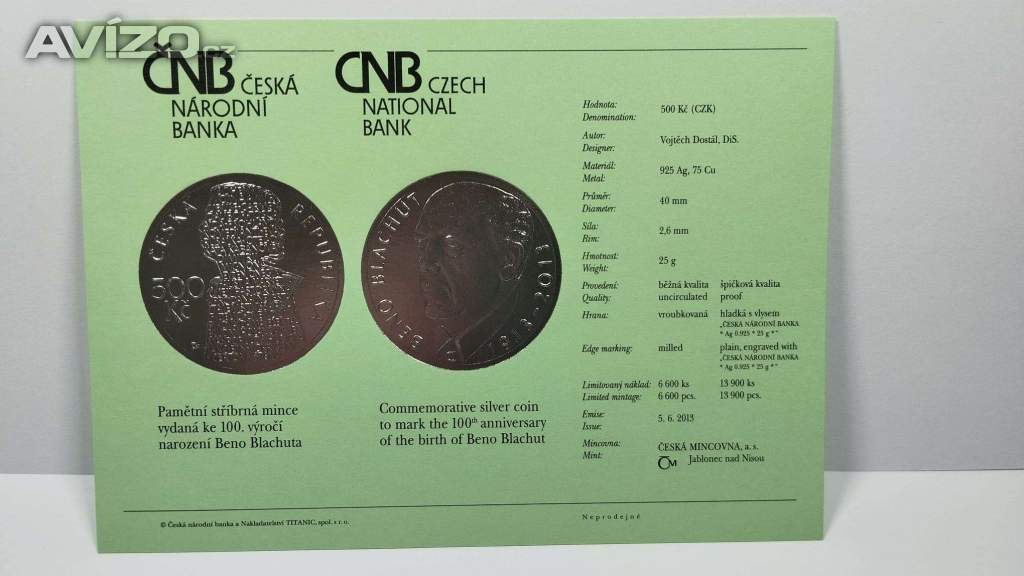 AVÍZO.cz
ČNB ČESKÁ
NÁRODNÍ
BANKA
CNB CZECH
NATIONAL
BANK
ČESKÁ REPUBLIKA
500
Kč
BENO BLACHUT
1913 - 2013
Pamětní stříbrná mince
vydaná ke 100. výročí
narození Beno Blachuta
Commemorative silver coin
to mark the 100th anniversary
of the birth of Beno Blachut
Hodnota:
Denomination: 500 Kč (CZK)
Autor:
Designer: Vojtěch Dostál, DiS.
Materiál:
Metal: 925 Ag, 75 Cu
Průměr:
Diameter: 40 mm
Síla:
Rim: 2,6 mm
Hmotnost:
Weight: 25 g
Provedení: běžná kvalita špičková kvalita
Quality: uncirculated proof
Hrana: vroubkovaná hladká s vlysem
„ČESKÁ NÁRODNÍ BANKA
* Ag 0.925 * 25 g *“
Edge marking: milled plain, engraved with
„ČESKÁ NÁRODNÍ BANKA
* Ag 0.925 * 25 g *“
Limitovaný náklad: 6 600 ks 13 900 ks
Limited mintage: 6 600 pcs. 13 900 pcs.
Emise:
Issue: 5. 6. 2013
Mincovna: ČESKÁ MINCOVNA, a. s.
Mint: ČM Jablonec nad Nisou
© Česká národní banka a Nakladatelství TITANIC, spol. s r. o.
Neprodejné